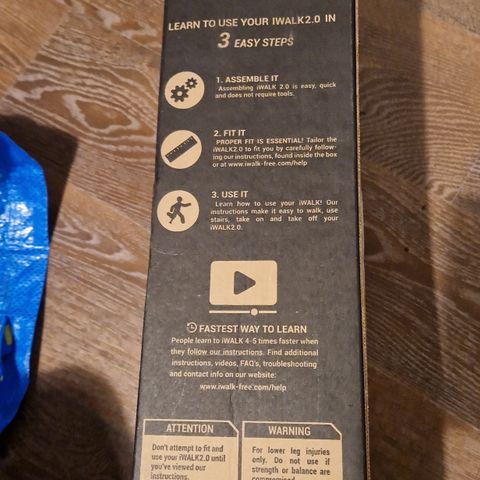 LEARN TO USE YOUR IWALK2.0 IN
3 EASY STEPS
1. ASSEMBLE IT
Assembling iWALK 2.0 is easy, quick
and does not require tools.
2. FIT IT
PROPER FIT IS ESSENTIAL! Tailor the
iWALK2.0 to fit you by carefully follow-
ing our instructions, found inside the box
or at www.iwalk-free.com/help
3. USE IT
Learn how to use your iWALK! Our
instructions make it easy to walk, use
stairs, take on and take off your
iWALK2.0.
FASTEST WAY TO LEARN
People learn to iWALK 4-5 times faster when
they follow our instructions. Find additional
instructions, videos, FAQ's, troubleshooting
and contact info on our website:
www.iwalk-free.com/help
ATTENTION
Don't attempt to fit and
use your iWALK2.0 until
you've viewed our
instructions.
WARNING
For lower leg injuries
only. Do not use if
strength or balance are
compromised.